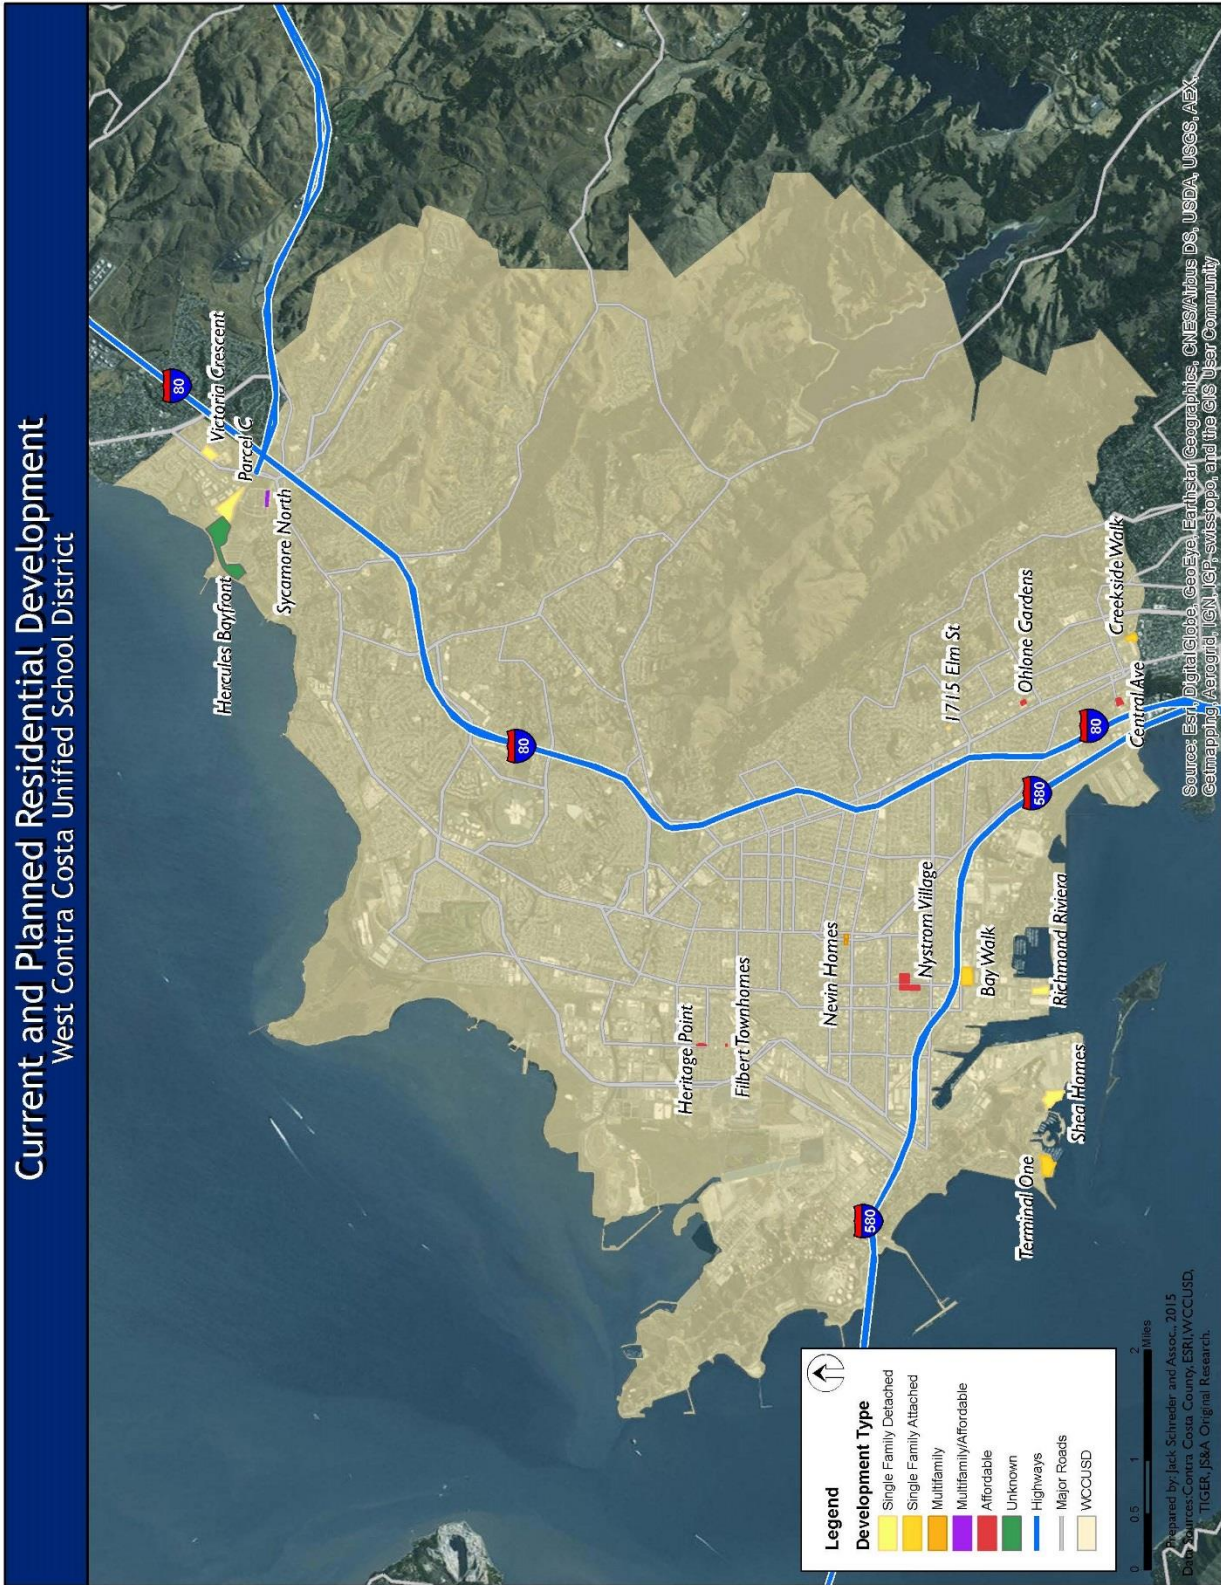 Current and Planned Residential Development
West Contra Costa Unified School District
80
Victoria Crescent
Parcel C
Hercules Bayfront
Sycamore North
80
Heritage Point
Filbert Townhomes
Nevin Homes
1715 Elm St
Nystrom Village
Ohlone Gardens
80
580
Bay Walk
Creekside Walk
Central Ave
580
Richmond Riviera
Shea Homes
Terminal One
Legend
Development Type
Single Family Detached
Single Family Attached
Multifamily
Multifamily/Affordable
Affordable
Unknown
Highways
Major Roads
WCCUSD
0 0.5 1 2
Miles
Prepared by: Jack Schreder and Assoc., 2015
Data Sources:Contra Costa County, ESRI,WCCUSD,
TIGER, JS&A Original Research.
Source: Esri, DigitalGlobe, GeoEye, Earthstar Geographics, CNES/Airbus DS, USDA, USGS, AEX,
Getmapping, Aerogrid, IGN, IGP, swisstopo, and the GIS User Community